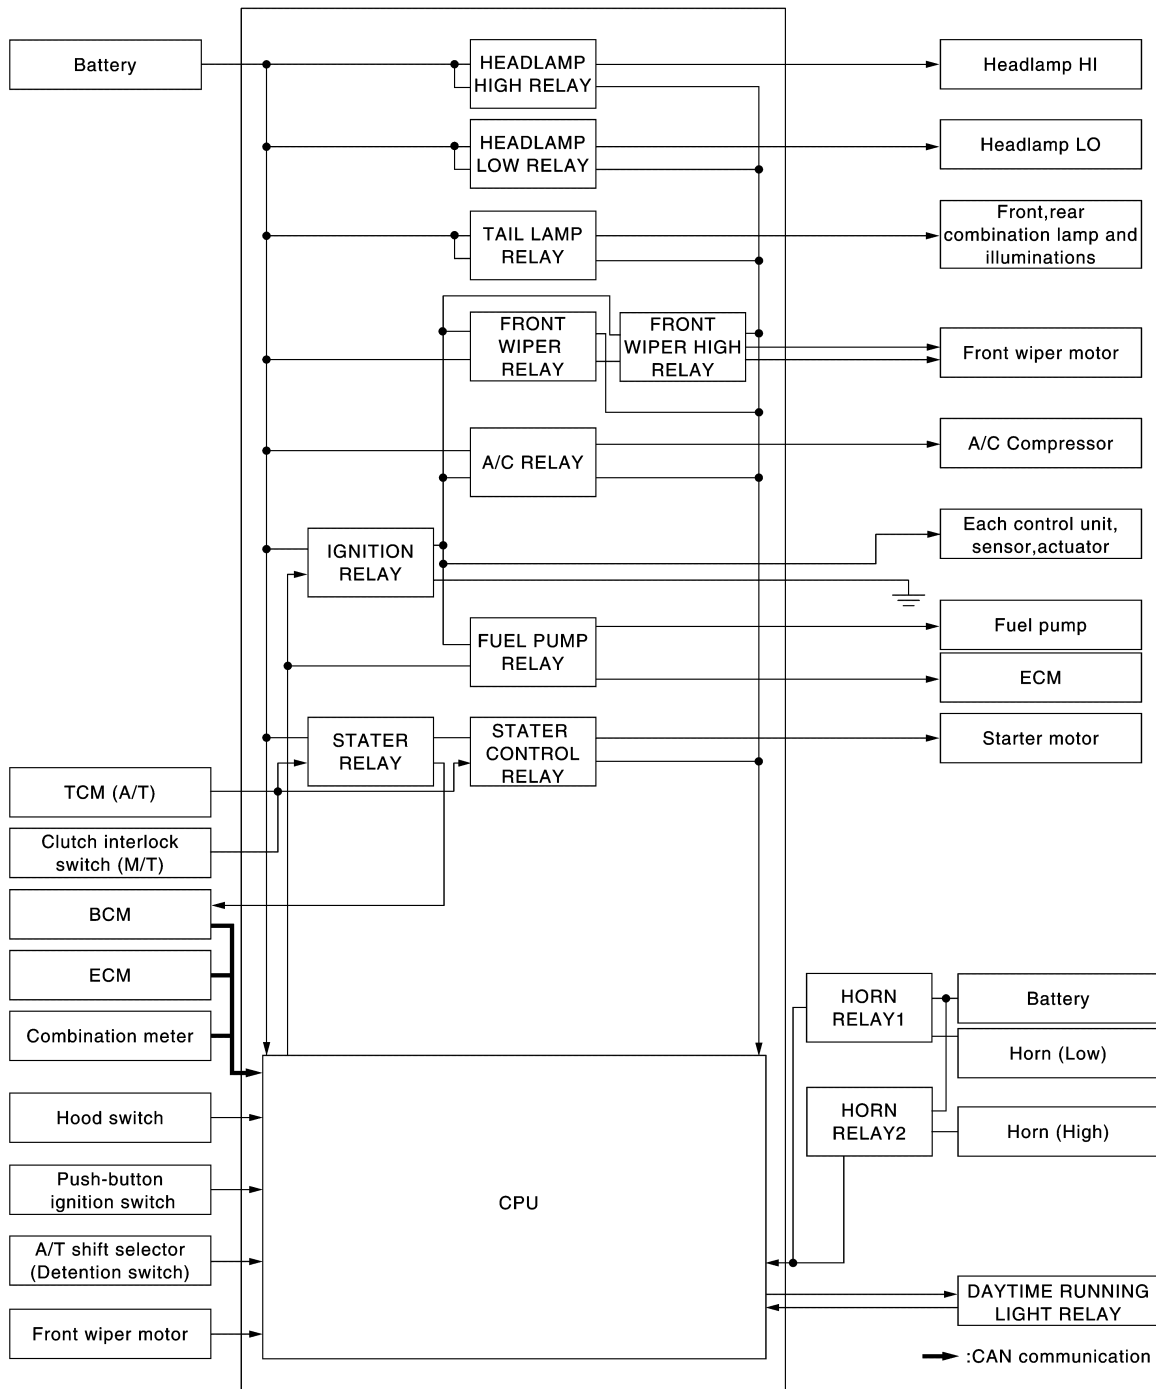 Battery
HEADLAMP
HIGH RELAY
Headlamp HI
HEADLAMP
LOW RELAY
Headlamp LO
TAIL LAMP
RELAY
Front,rear
combination lamp and
illuminations
FRONT
WIPER
RELAY
FRONT
WIPER HIGH
RELAY
Front wiper motor
A/C RELAY
A/C Compressor
IGNITION
RELAY
Each control unit,
sensor,actuator
FUEL PUMP
RELAY
Fuel pump
ECM
STATER
RELAY
STATER
CONTROL
RELAY
Starter motor
TCM (A/T)
Clutch interlock
switch (M/T)
BCM
ECM
Combination meter
HORN
RELAY1
Battery
Horn (Low)
HORN
RELAY2
Horn (High)
Hood switch
Push-button
ignition switch
CPU
A/T shift selector
(Detention switch)
Front wiper motor
DAYTIME RUNNING
LIGHT RELAY
:CAN communication